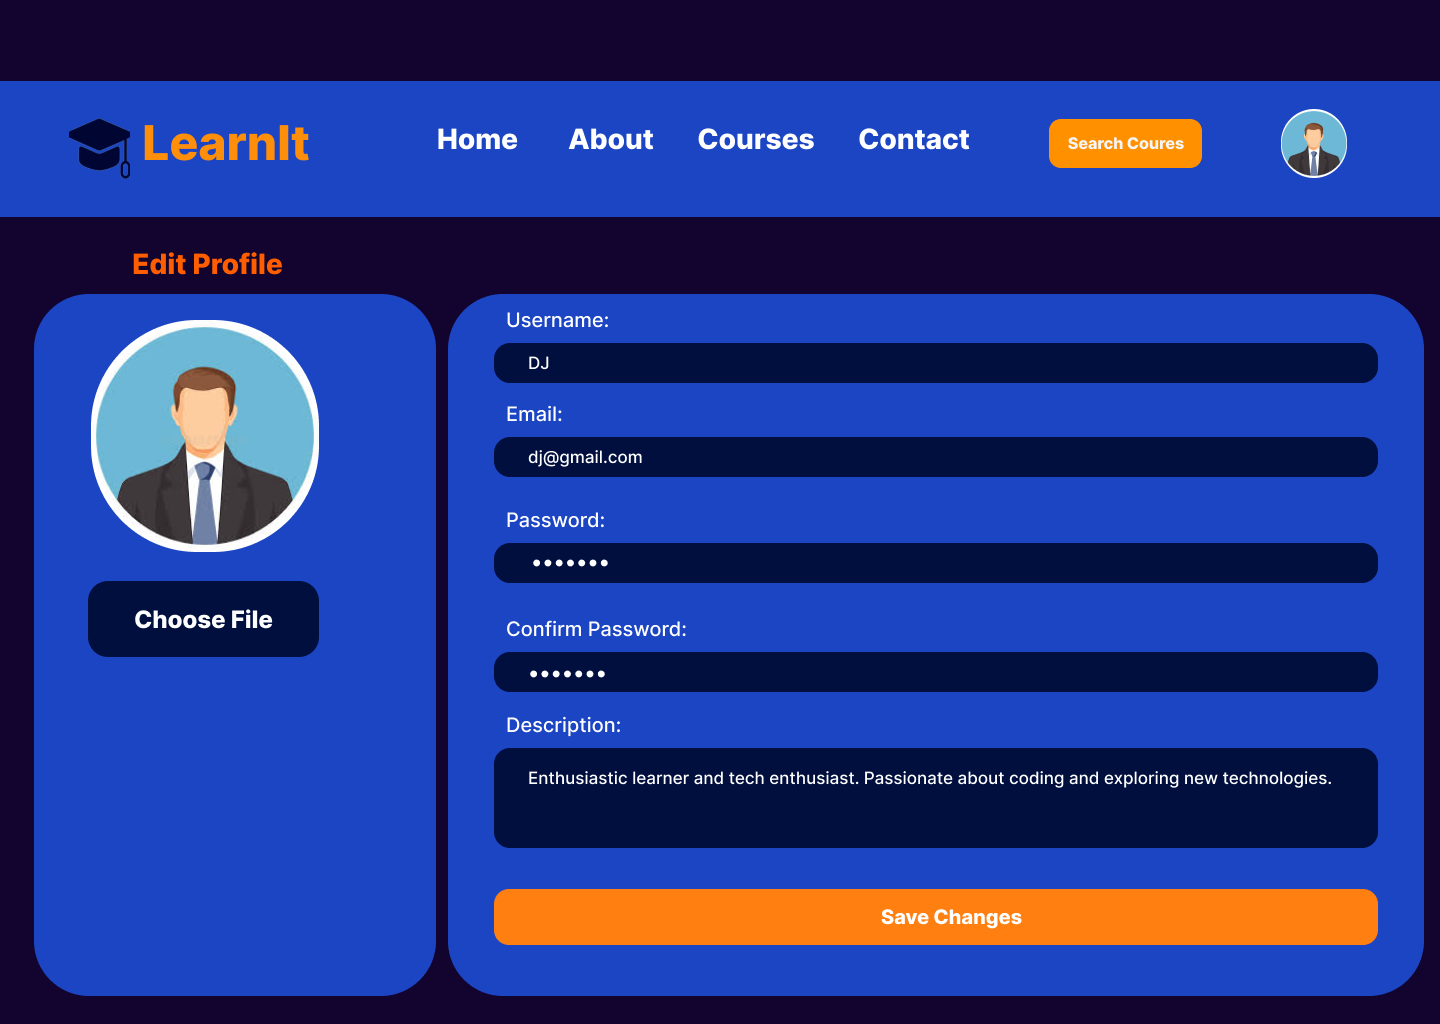 LearnIt
Home About Courses Contact
Search Coures
Edit Profile
Choose File
Username:
DJ
Email:
dj@gmail.com
Password:
•••••••
Confirm Password:
•••••••
Description:
Enthusiastic learner and tech enthusiast. Passionate about coding and exploring new technologies.
Save Changes